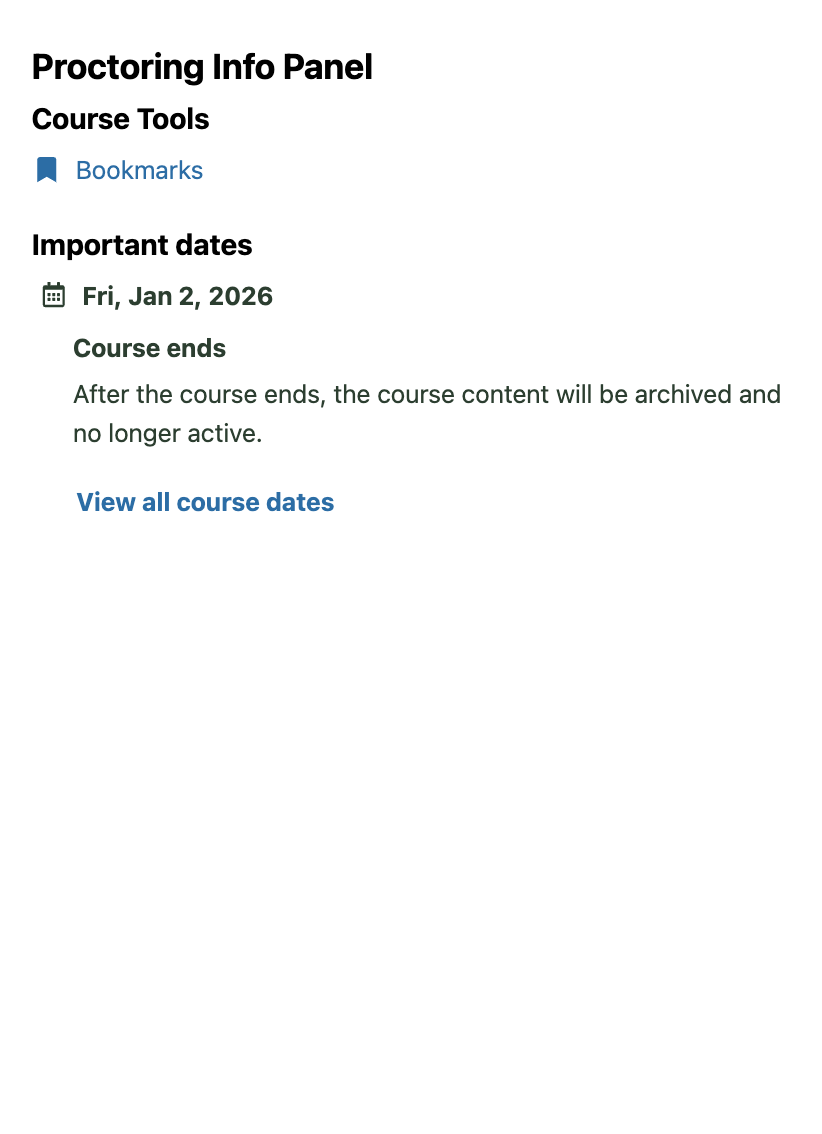 Proctoring Info Panel
Course Tools
Bookmarks
Important dates
Fri, Jan 2, 2026
Course ends
After the course ends, the course content will be archived and
no longer active.
View all course dates